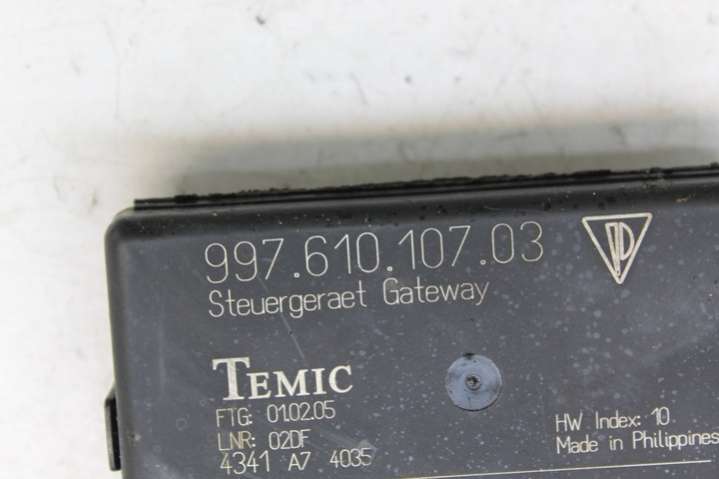 997.610.107.03
Steuergeraet Gateway
TEMIC
FTG: 01.02.05
LNR: 02DF
4341 A7 4035
HW Index: 10
Made in Philippines